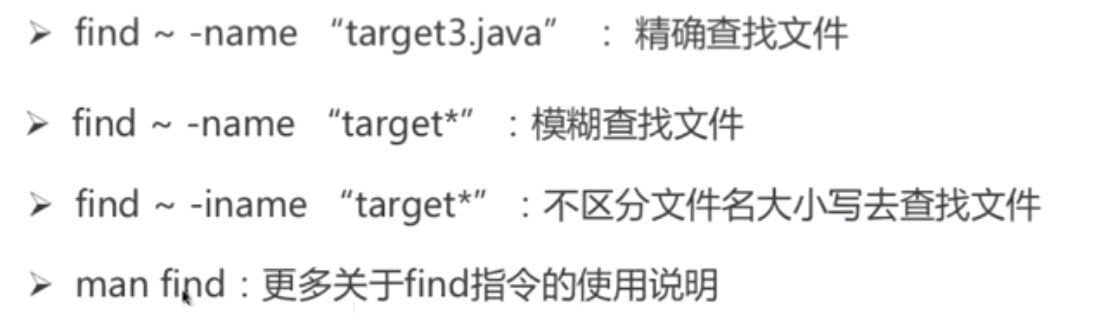 ➢ find ~ -name “target3.java” : 精确查找文件
➢ find ~ -name “target*” : 模糊查找文件
➢ find ~ -iname “target*” : 不区分文件名大小写去查找文件
➢ man find : 更多关于find指令的使用说明